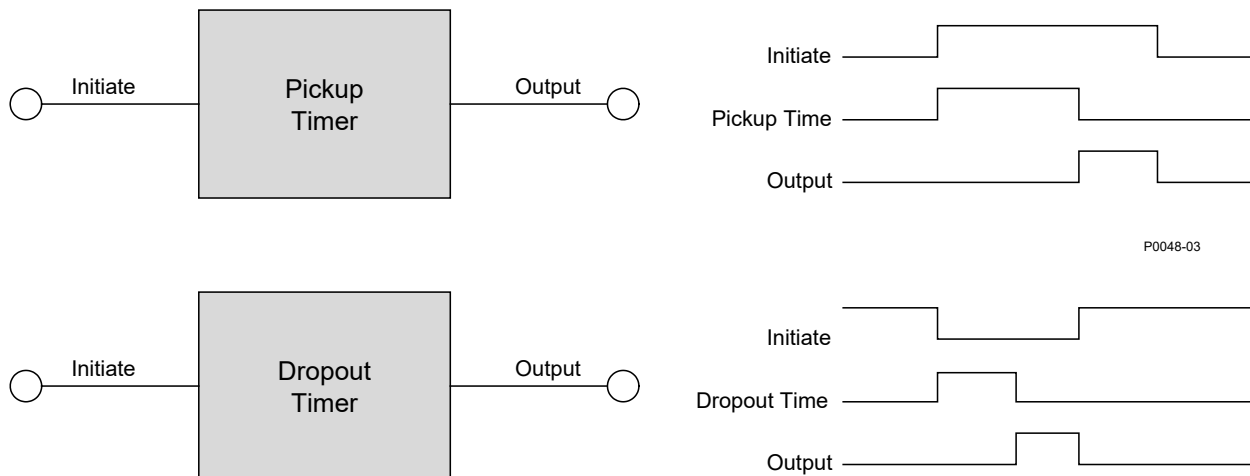 Initiate
Pickup
Timer
Output
Initiate
Pickup Time
Output
P0048-03
Initiate
Dropout
Timer
Output
Initiate
Dropout Time
Output